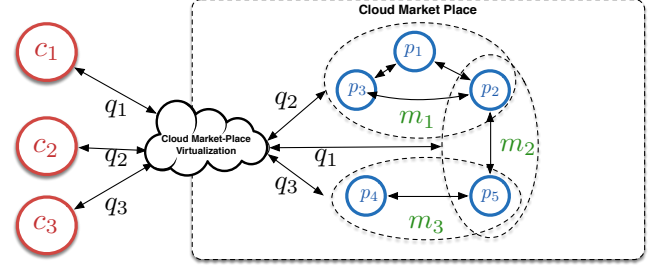 Cloud Market Place
c1
p1
q1
p3
p2
q2
m1
Cloud Market-Place
Virtualization
c2
q2
q1
m2
q3
p4
p5
q3
c3
m3